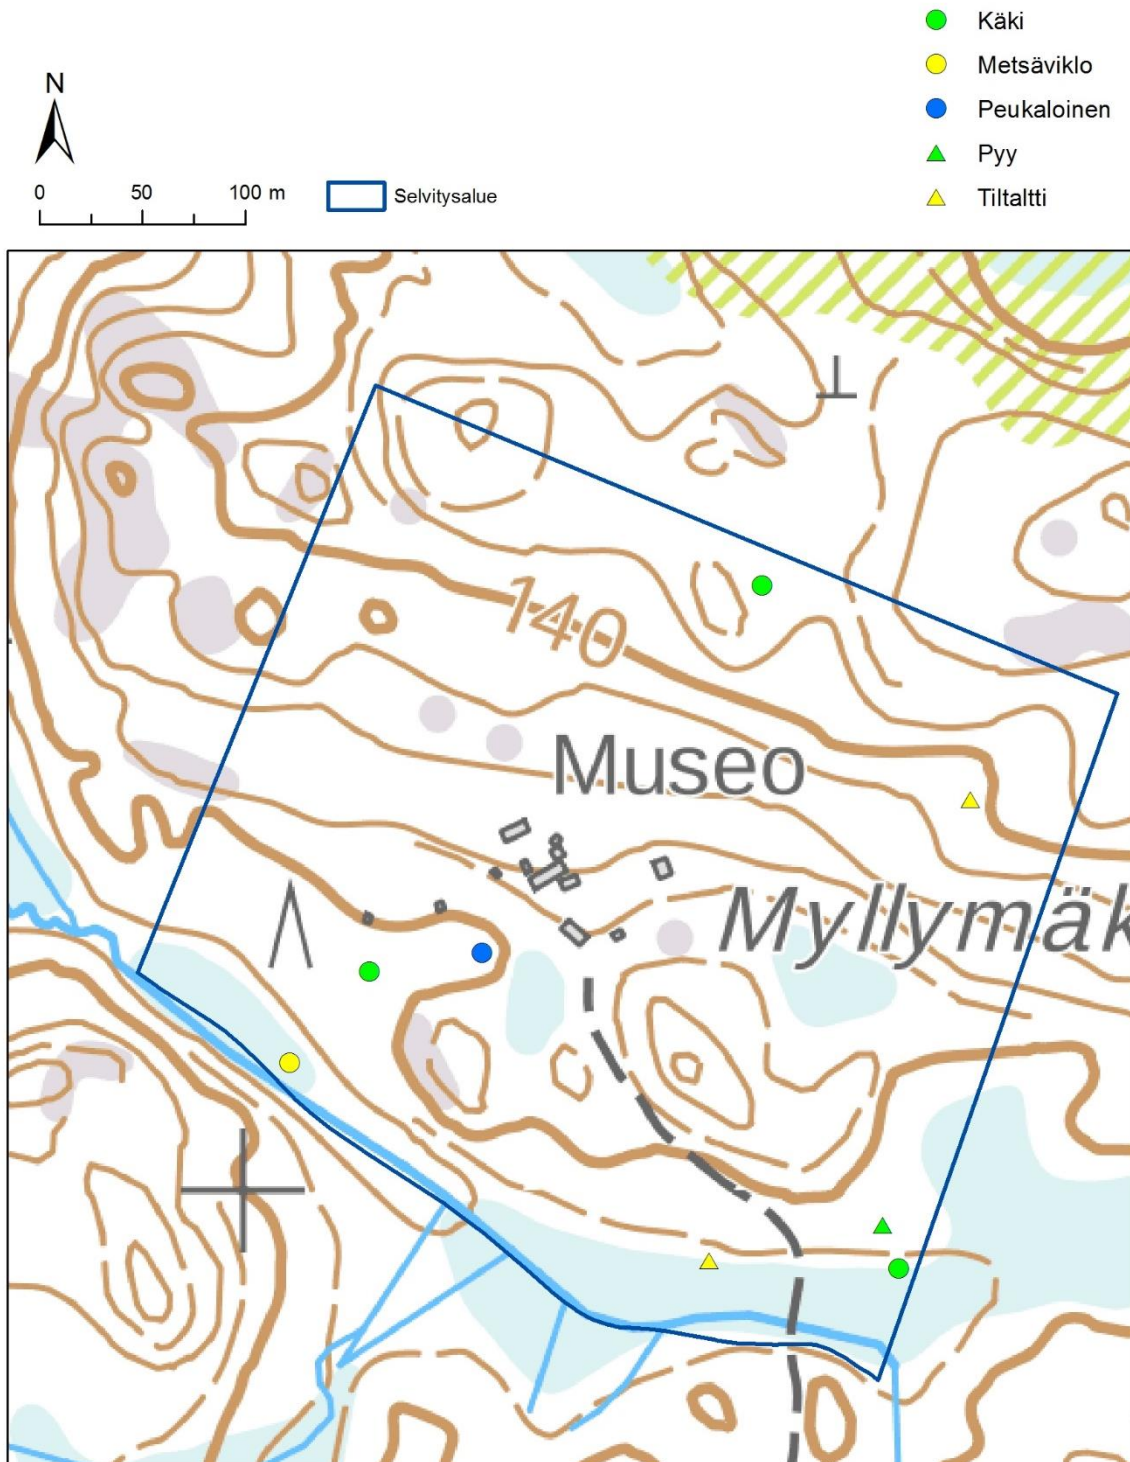 Käki
Metsäviklo
Peukaloinen
Pyy
Tiltaltti
N
0 50 100 m
Selvitysalue
140
Museo
Myllymäk